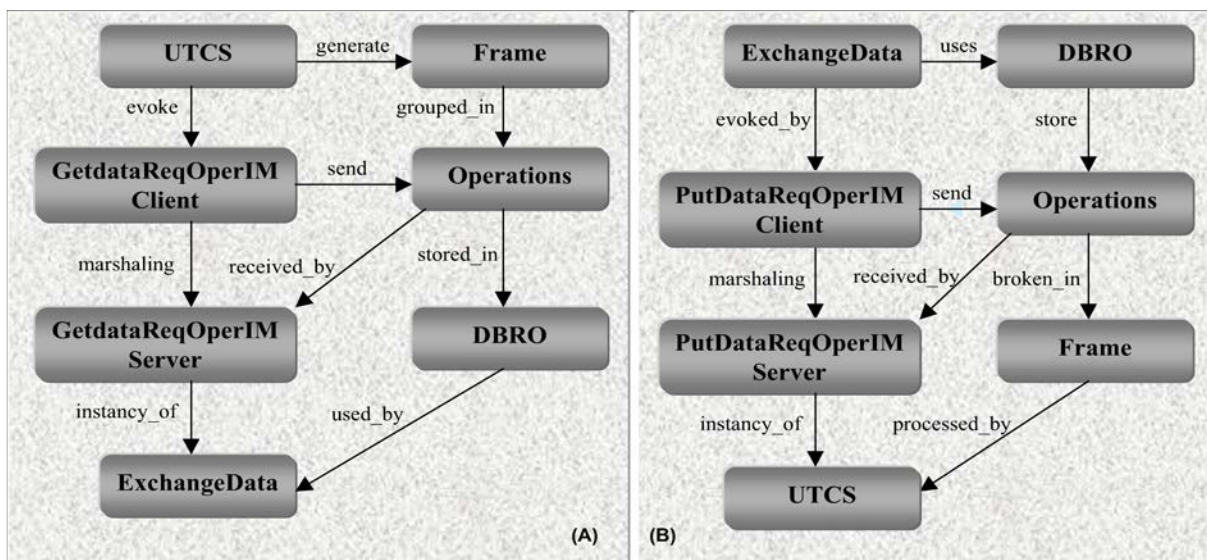 UTCS
generate
Frame
evoke
grouped_in
GetdataReqOperIM
Client
send
Operations
marshaling
received_by
stored_in
GetdataReqOperIM
Server
DBRO
instancy_of
used_by
ExchangeData
(A)
ExchangeData
uses
DBRO
evoked_by
store
PutDataReqOperIM
Client
send
Operations
marshaling
received_by
broken_in
PutDataReqOperIM
Server
Frame
instancy_of
processed_by
UTCS
(B)